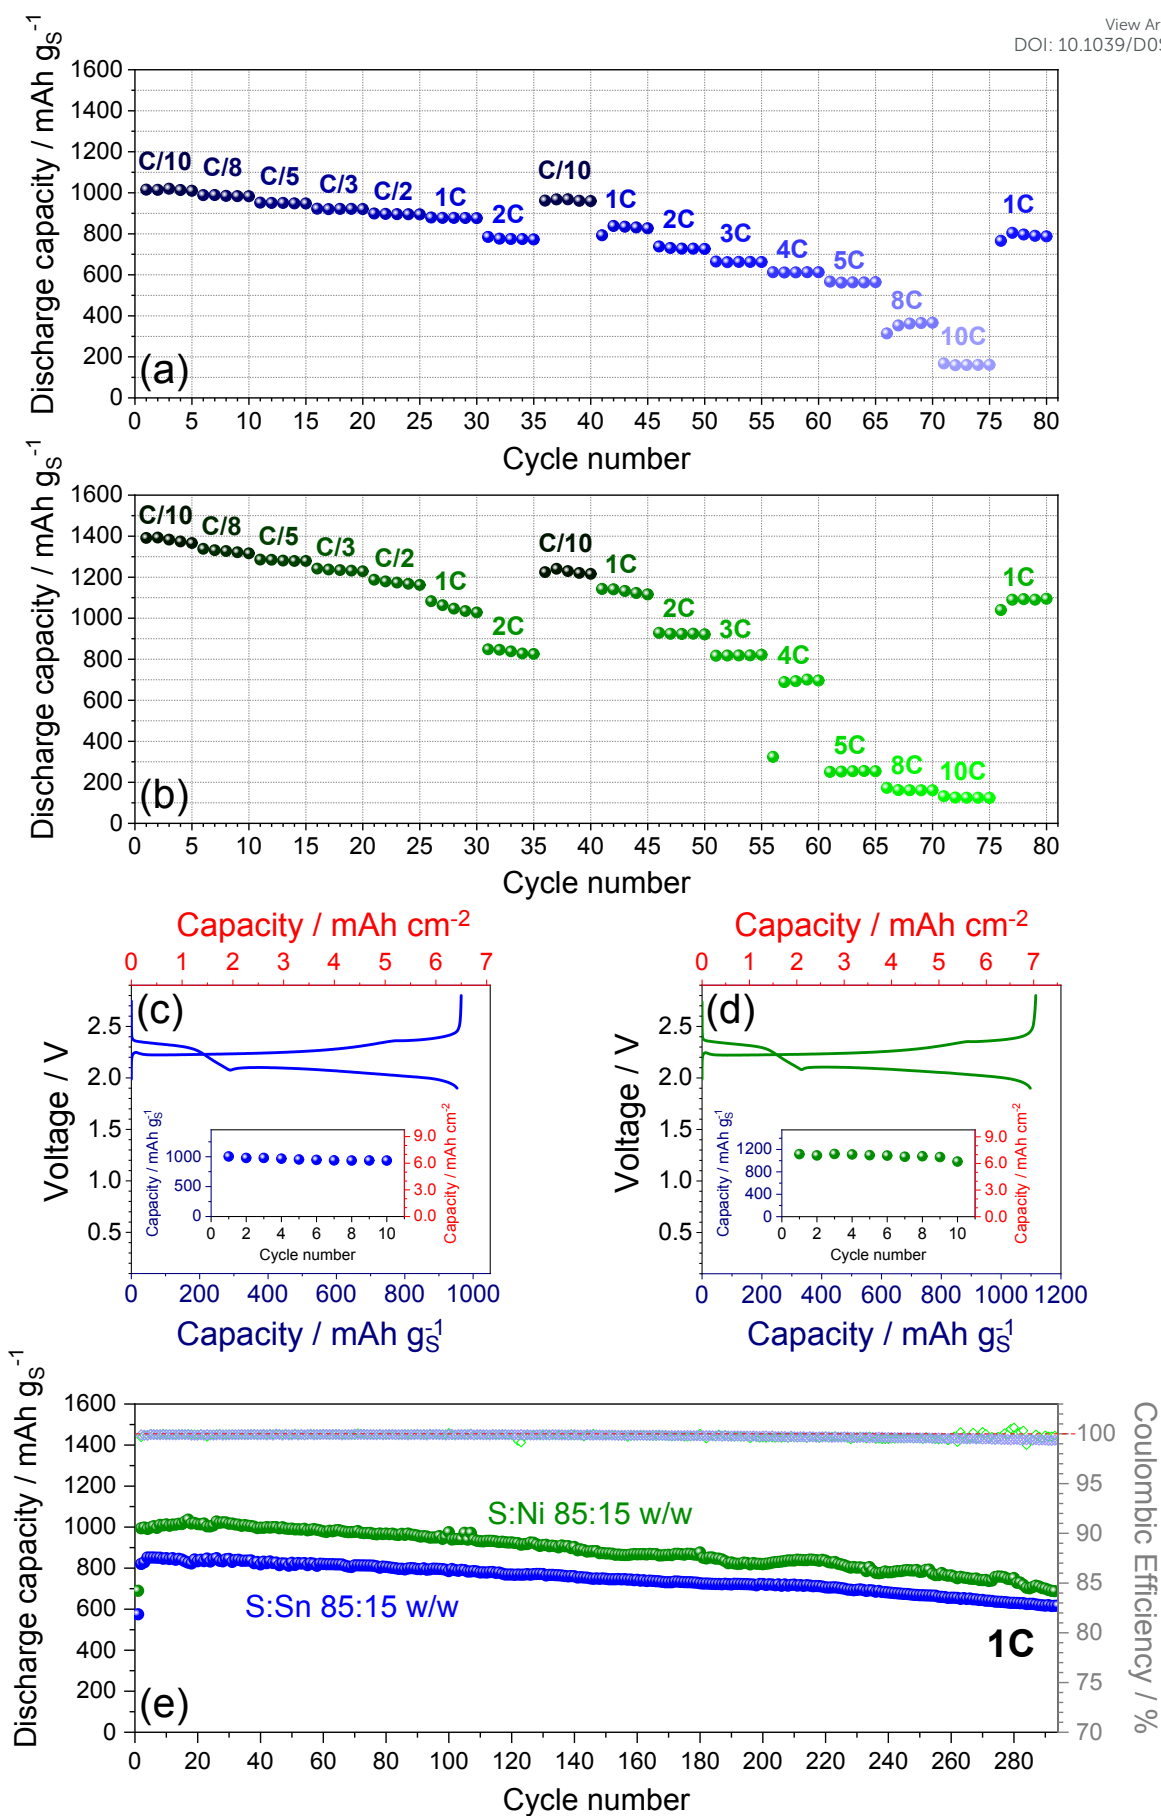 View Ar
DOI: 10.1039/D0S
Discharge capacity / mAh gS-1
1600
1400
1200
1000
800
600
400
200
0
C/10
C/8
C/5
C/3
C/2
1C
2C
C/10
1C
2C
3C
4C
5C
8C
10C
1C
(a)
0 5 10 15 20 25 30 35 40 45 50 55 60 65 70 75 80
Cycle number
Discharge capacity / mAh gS-1
1600
1400
1200
1000
800
600
400
200
0
C/10
C/8
C/5
C/3
C/2
1C
2C
C/10
1C
2C
3C
4C
5C
8C
10C
1C
(b)
0 5 10 15 20 25 30 35 40 45 50 55 60 65 70 75 80
Cycle number
Capacity / mAh cm-2
0 1 2 3 4 5 6 7
(c)
Voltage / V
2.5
2.0
1.5
1.0
0.5
Capacity / mAh gS-1
1000
500
0
9.0
6.0
3.0
0.0
Capacity / mAh cm-2
0 2 4 6 8 10
Cycle number
0 200 400 600 800 1000
Capacity / mAh gS-1
Capacity / mAh cm-2
0 1 2 3 4 5 6 7
(d)
Voltage / V
2.5
2.0
1.5
1.0
0.5
Capacity / mAh gS-1
1200
800
400
0
9.0
6.0
3.0
0.0
Capacity / mAh cm-2
0 2 4 6 8 10
Cycle number
0 200 400 600 800 1000 1200
Capacity / mAh gS-1
Discharge capacity / mAh gS-1
1600
1400
1200
1000
800
600
400
200
0
S:Ni 85:15 w/w
S:Sn 85:15 w/w
1C
(e)
100
95
90
85
80
75
70
Coulombic Efficiency / %
0 20 40 60 80 100 120 140 160 180 200 220 240 260 280
Cycle number